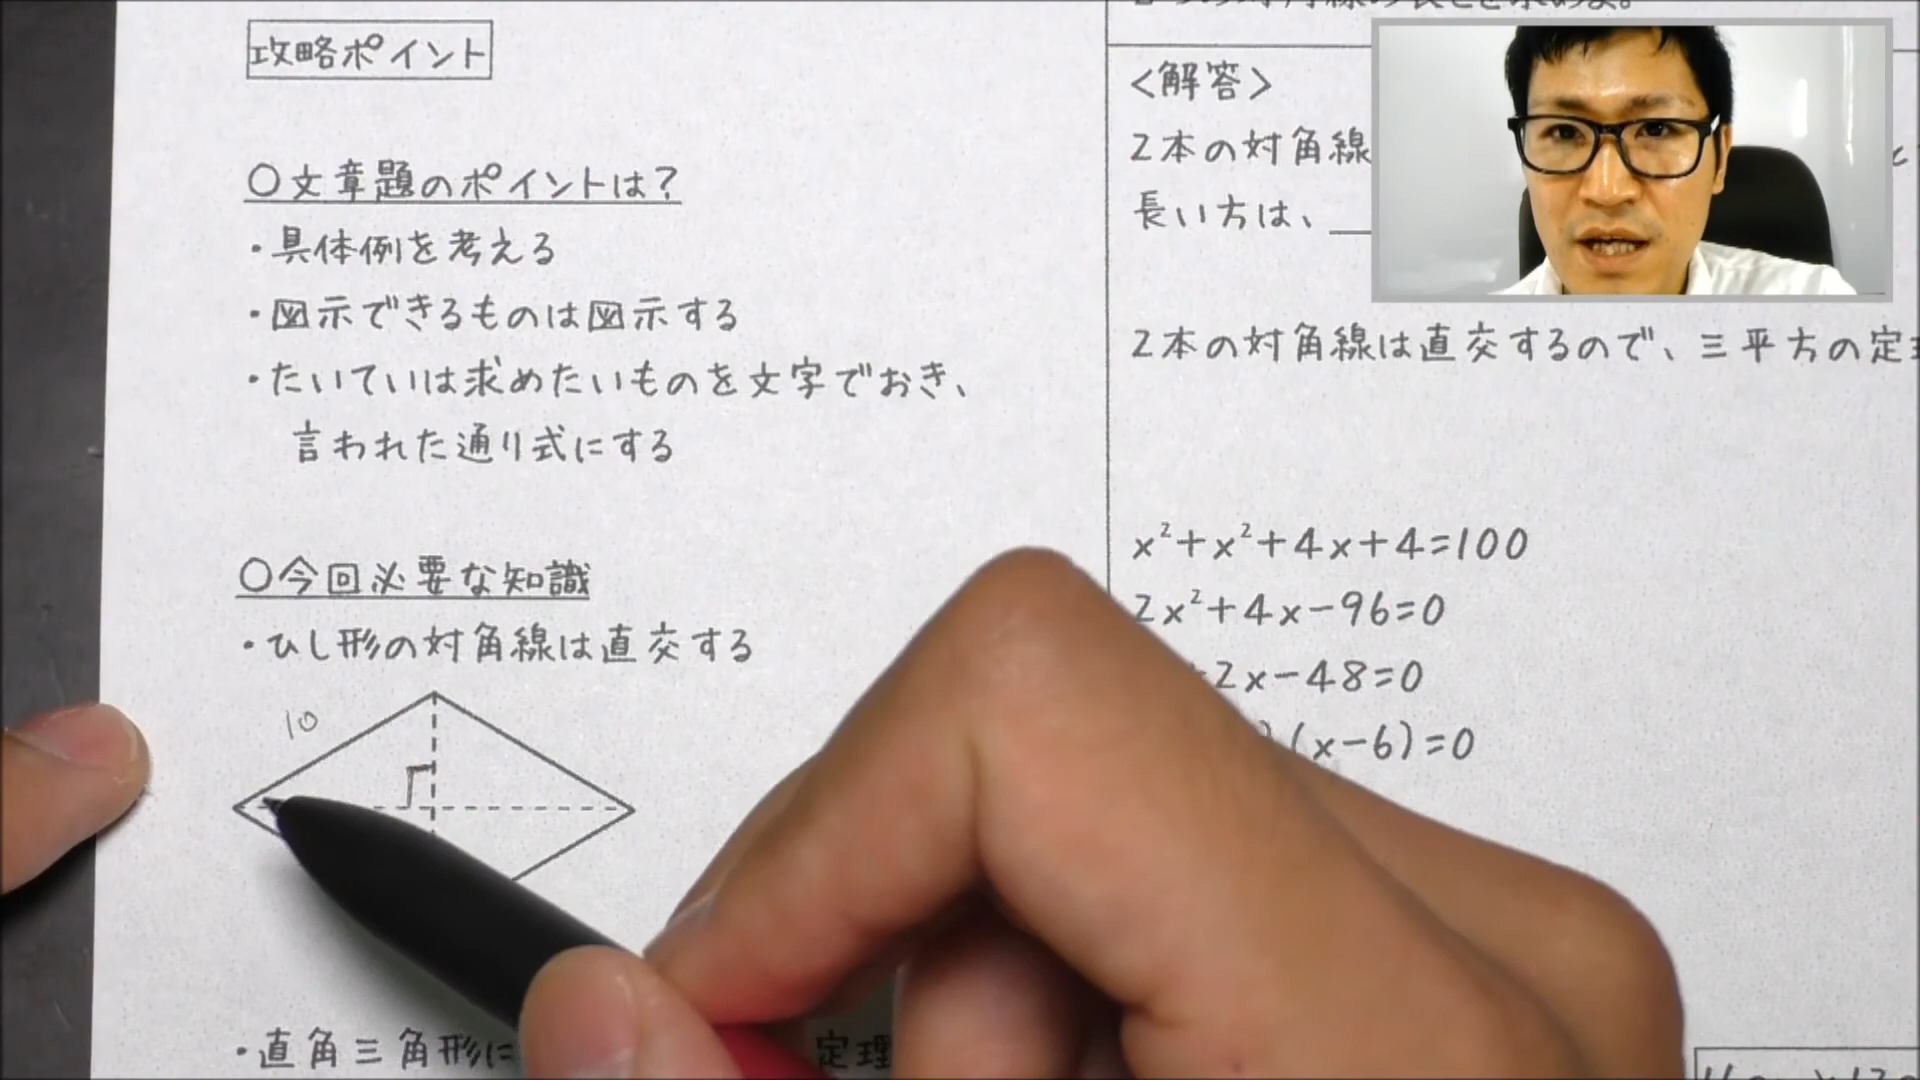 攻略ポイント
○文章題のポイントは?
・具体例を考える
・図示できるものは図示する
・たいていは求めたいものを文字でおき、
言われた通り式にする
○今回必要な知識
・ひし形の対角線は直交する
10
・直角三角形に
定理
<解答>
2本の対角線
長い方は、
2本の対角線は直交するので、三平方の定
x²+x²+4x+4=100
2x²+4x-96=0
2x-48=0
(x-6)=0